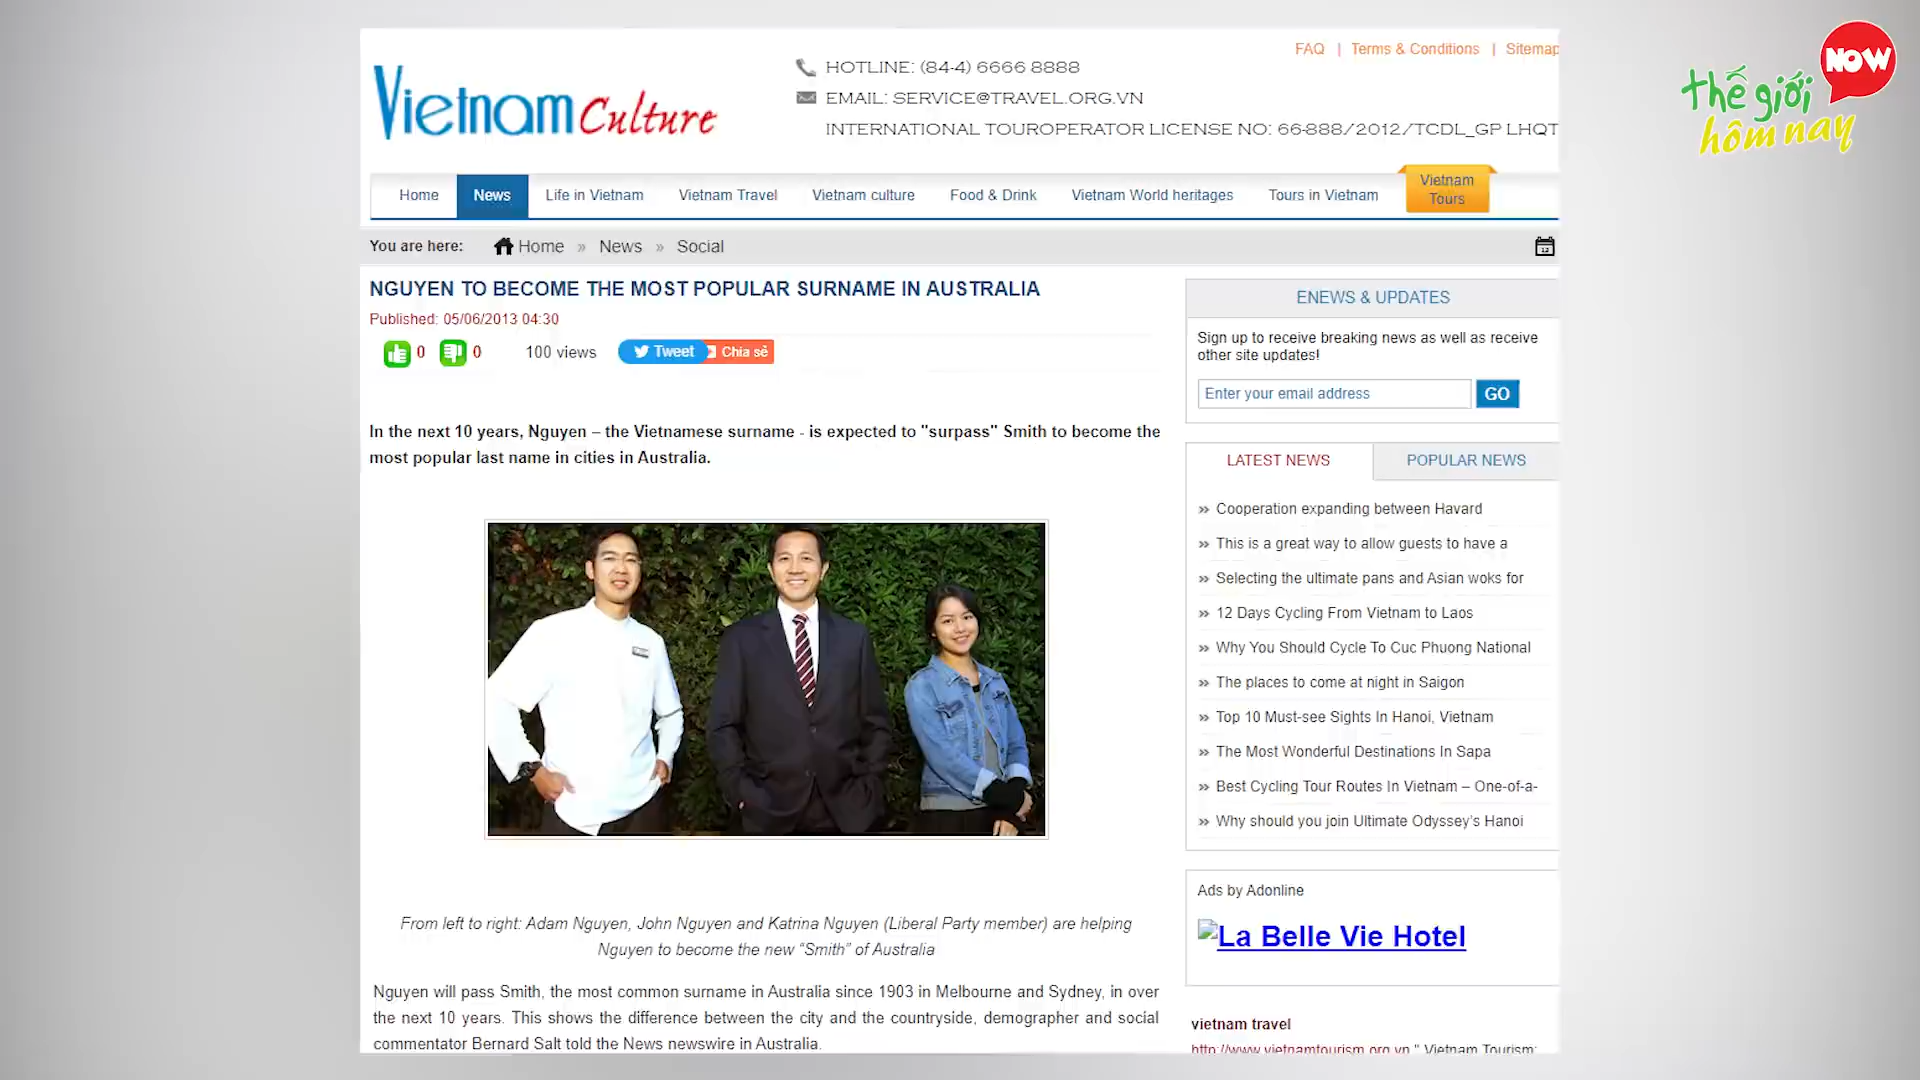 FAQ | Terms & Conditions | Sitemap
NOW
thế giới
hôm nay
Vietnam Culture
HOTLINE: (84-4) 6666 8888
EMAIL: SERVICE@TRAVEL.ORG.VN
INTERNATIONAL TOUROPERATOR LICENSE NO: 66-888/2012/TCDL_GP LHQT
Home News Life in Vietnam Vietnam Travel Vietnam culture Food & Drink Vietnam World heritages Tours in Vietnam Vietnam Tours
You are here: Home » News » Social
NGUYEN TO BECOME THE MOST POPULAR SURNAME IN AUSTRALIA
Published: 05/06/2013 04:30
0 0 100 views Tweet Chia sẻ
In the next 10 years, Nguyen – the Vietnamese surname - is expected to "surpass" Smith to become the
most popular last name in cities in Australia.
From left to right: Adam Nguyen, John Nguyen and Katrina Nguyen (Liberal Party member) are helping
Nguyen to become the new “Smith” of Australia
Nguyen will pass Smith, the most common surname in Australia since 1903 in Melbourne and Sydney, in over
the next 10 years. This shows the difference between the city and the countryside, demographer and social
commentator Bernard Salt told the News newswire in Australia.
ENEWS & UPDATES
Sign up to receive breaking news as well as receive
other site updates!
Enter your email address GO
LATEST NEWS POPULAR NEWS
» Cooperation expanding between Havard
» This is a great way to allow guests to have a
» Selecting the ultimate pans and Asian woks for
» 12 Days Cycling From Vietnam to Laos
» Why You Should Cycle To Cuc Phuong National
» The places to come at night in Saigon
» Top 10 Must-see Sights In Hanoi, Vietnam
» The Most Wonderful Destinations In Sapa
» Best Cycling Tour Routes In Vietnam – One-of-a-
» Why should you join Ultimate Odyssey’s Hanoi
Ads by Adonline
La Belle Vie Hotel
vietnam travel
http://www.vietnamtourism.org.vn " Vietnam Tourism: